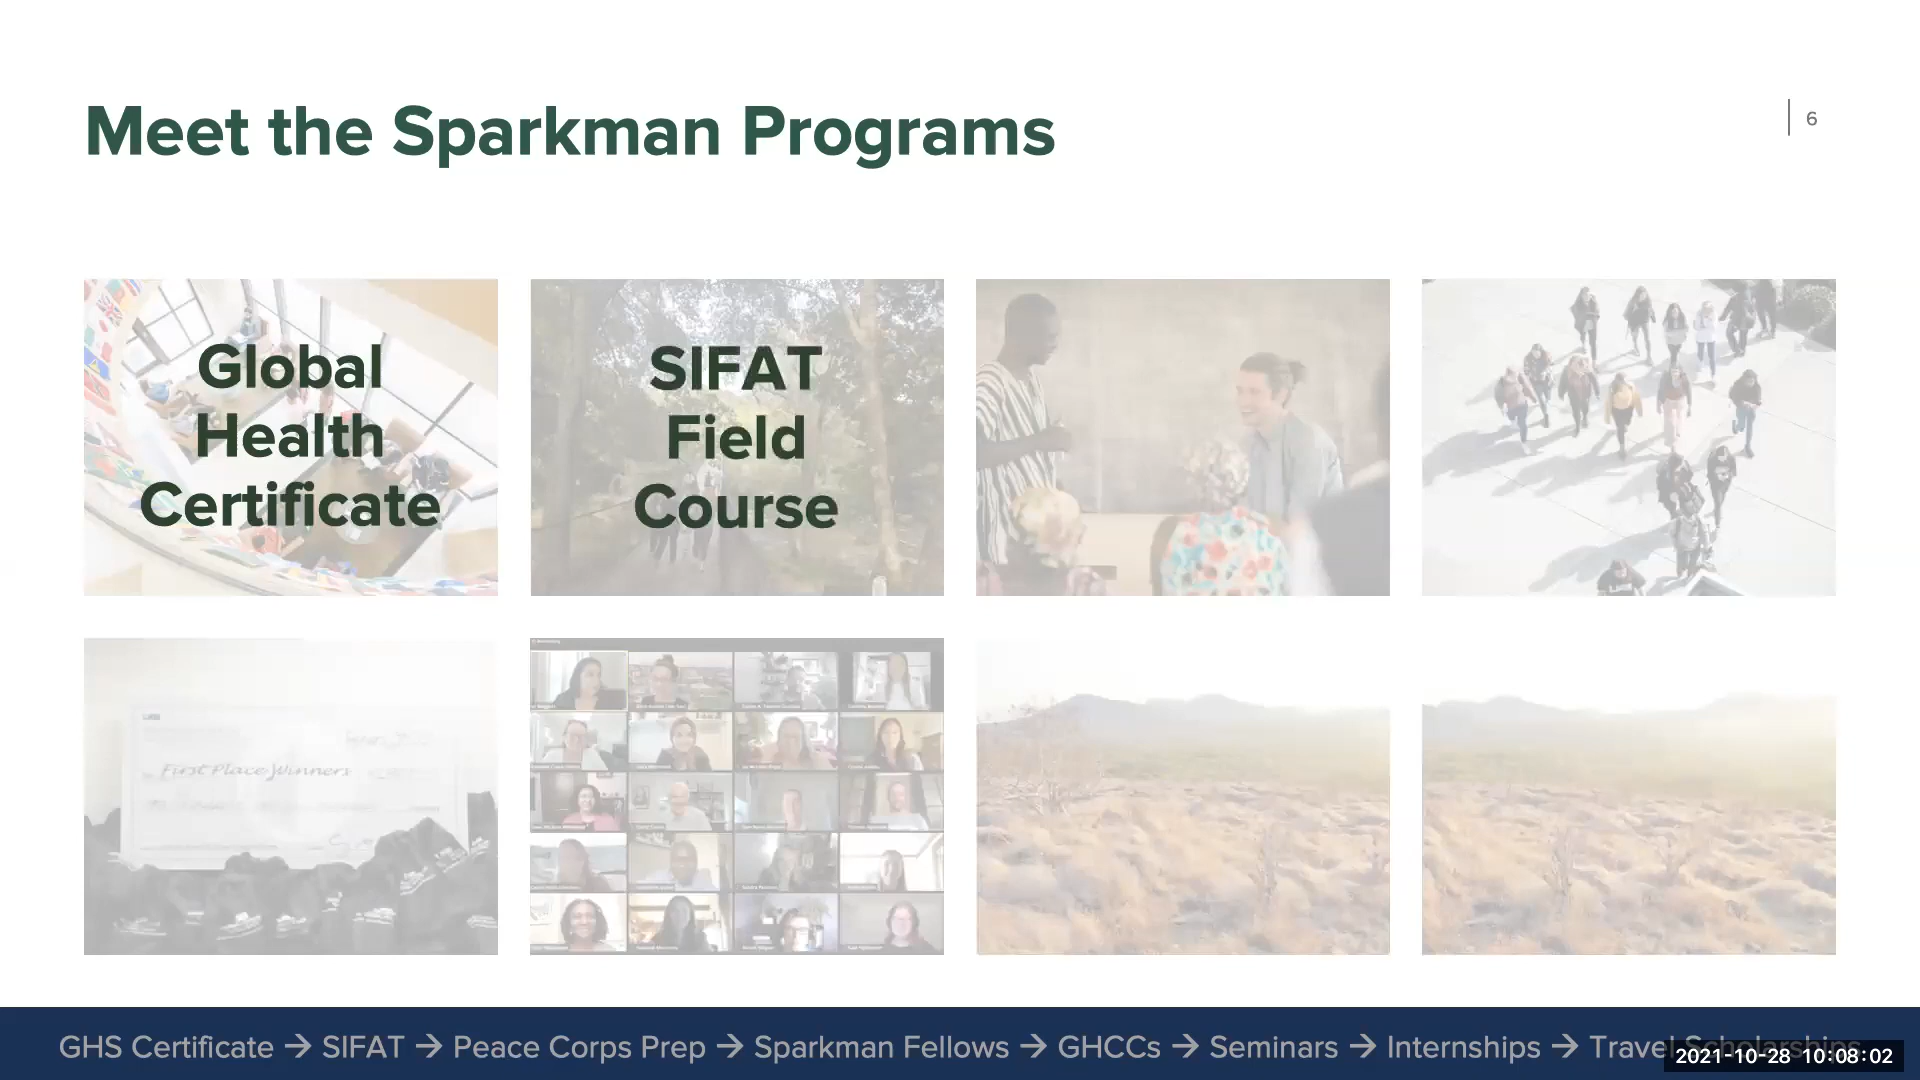 Meet the Sparkman Programs
6
Global
Health
Certificate
SIFAT
Field
Course
First Place Winners
GHS Certificate → SIFAT → Peace Corps Prep → Sparkman Fellows → GHCCs → Seminars → Internships → Travel Scholarships
2021-10-28 10:08:02